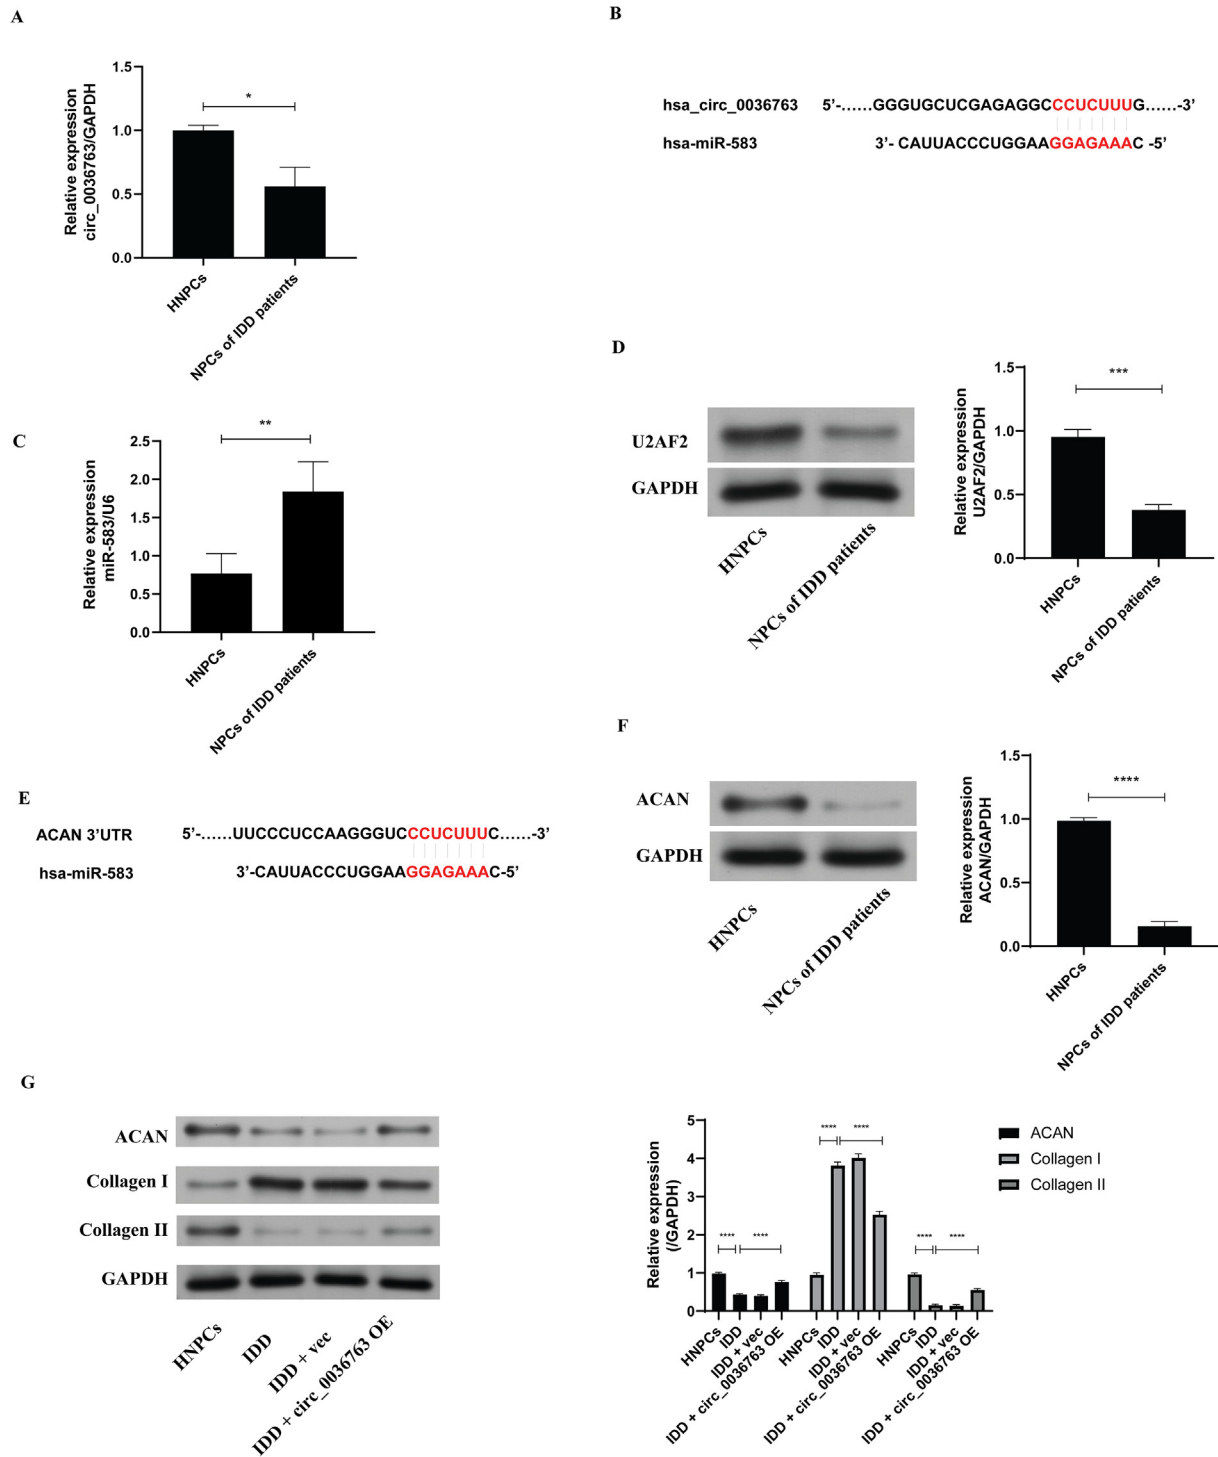 A
Relative expression
circ_0036763/GAPDH
1.5
1.0
0.5
0.0
*
HNPCs
NPCs of IDD patients
B
hsa_circ_0036763 5’-......GGGUGCUCGAGAGGCCCUCUUUG......-3’
hsa-miR-583 3’- CAUUACCCUGGAAGGAGAAAC -5’
C
Relative expression
miR-583/U6
2.5
2.0
1.5
1.0
0.5
0.0
**
HNPCs
NPCs of IDD patients
D
U2AF2
GAPDH
HNPCs
NPCs of IDD patients
Relative expression
U2AF2/GAPDH
1.5
1.0
0.5
0.0
***
HNPCs
NPCs of IDD patients
E
ACAN 3’UTR 5’-......UUCCCUCCAAGGGUCCCUCUUUC......-3’
hsa-miR-583 3’-CAUUACCCUGGAAGGAGAAAC-5’
F
ACAN
GAPDH
HNPCs
NPCs of IDD patients
Relative expression
ACAN/GAPDH
1.5
1.0
0.5
0.0
****
HNPCs
NPCs of IDD patients
G
ACAN
Collagen I
Collagen II
GAPDH
HNPCs
IDD
IDD + vec
IDD + circ_0036763 OE
Relative expression
(/GAPDH)
5
4
3
2
1
0
**** ****
**** ****
**** ****
HNPCs
IDD
IDD + vec
IDD + circ_0036763 OE
HNPCs
IDD
IDD + vec
IDD + circ_0036763 OE
HNPCs
IDD
IDD + vec
IDD + circ_0036763 OE
ACAN
Collagen I
Collagen II